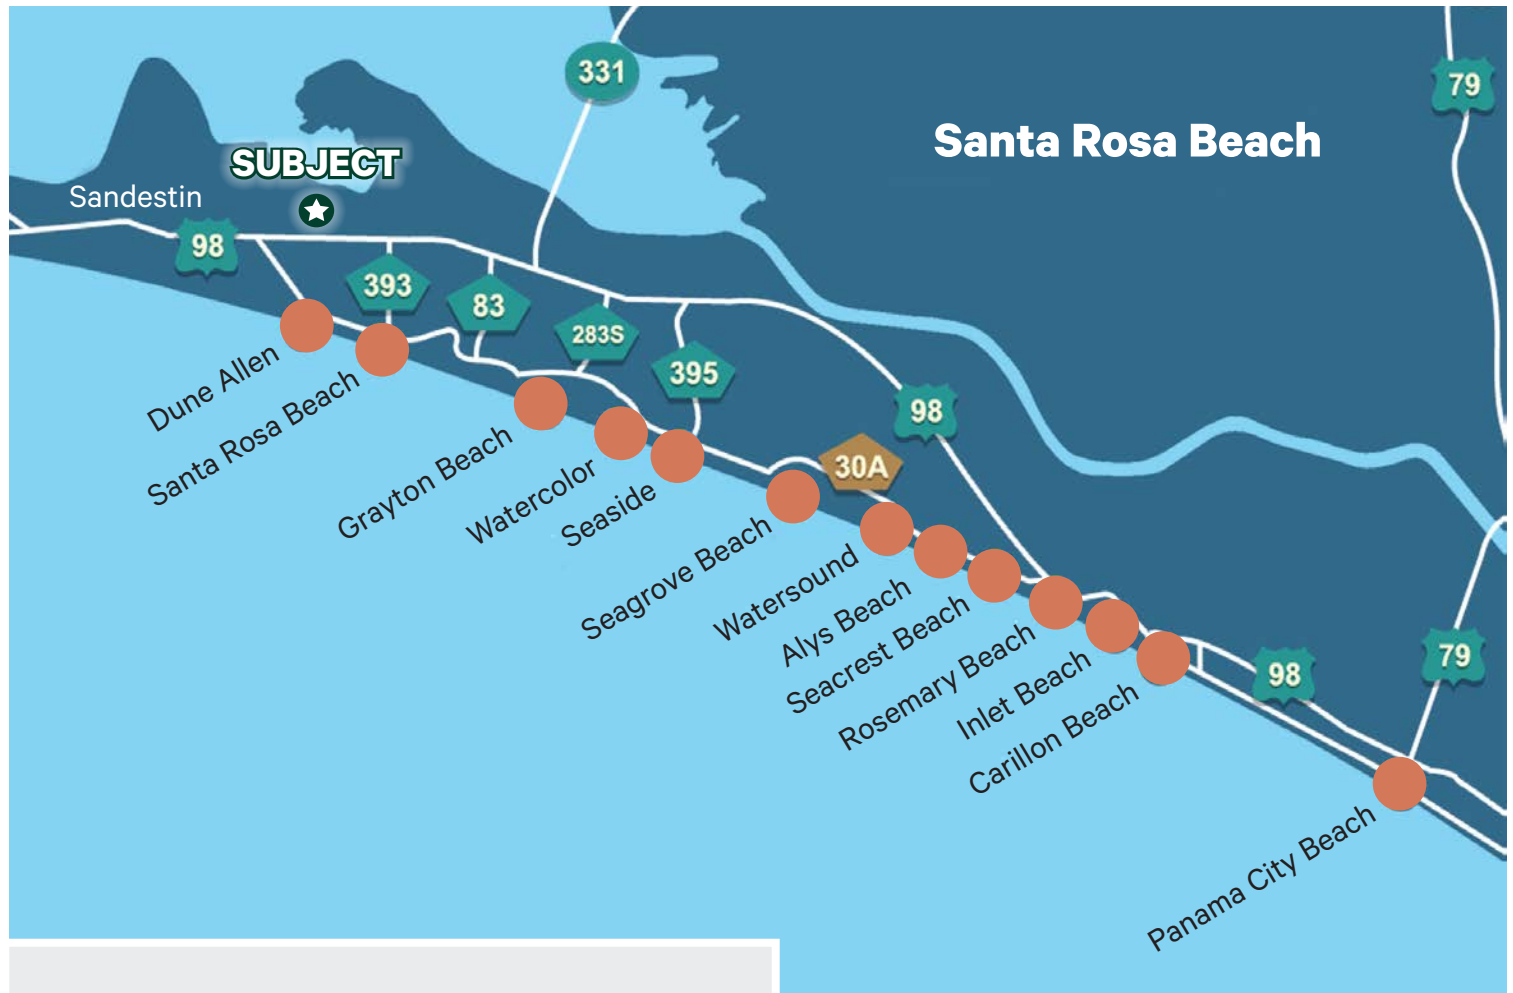 331
79
Santa Rosa Beach
SUBJECT
Sandestin
98
393
83
283S
395
98
30A
Dune Allen
Santa Rosa Beach
Grayton Beach
Watercolor
Seaside
Seagrove Beach
Watersound
Alys Beach
Seacrest Beach
Rosemary Beach
Inlet Beach
Carillon Beach
98
79
Panama City Beach